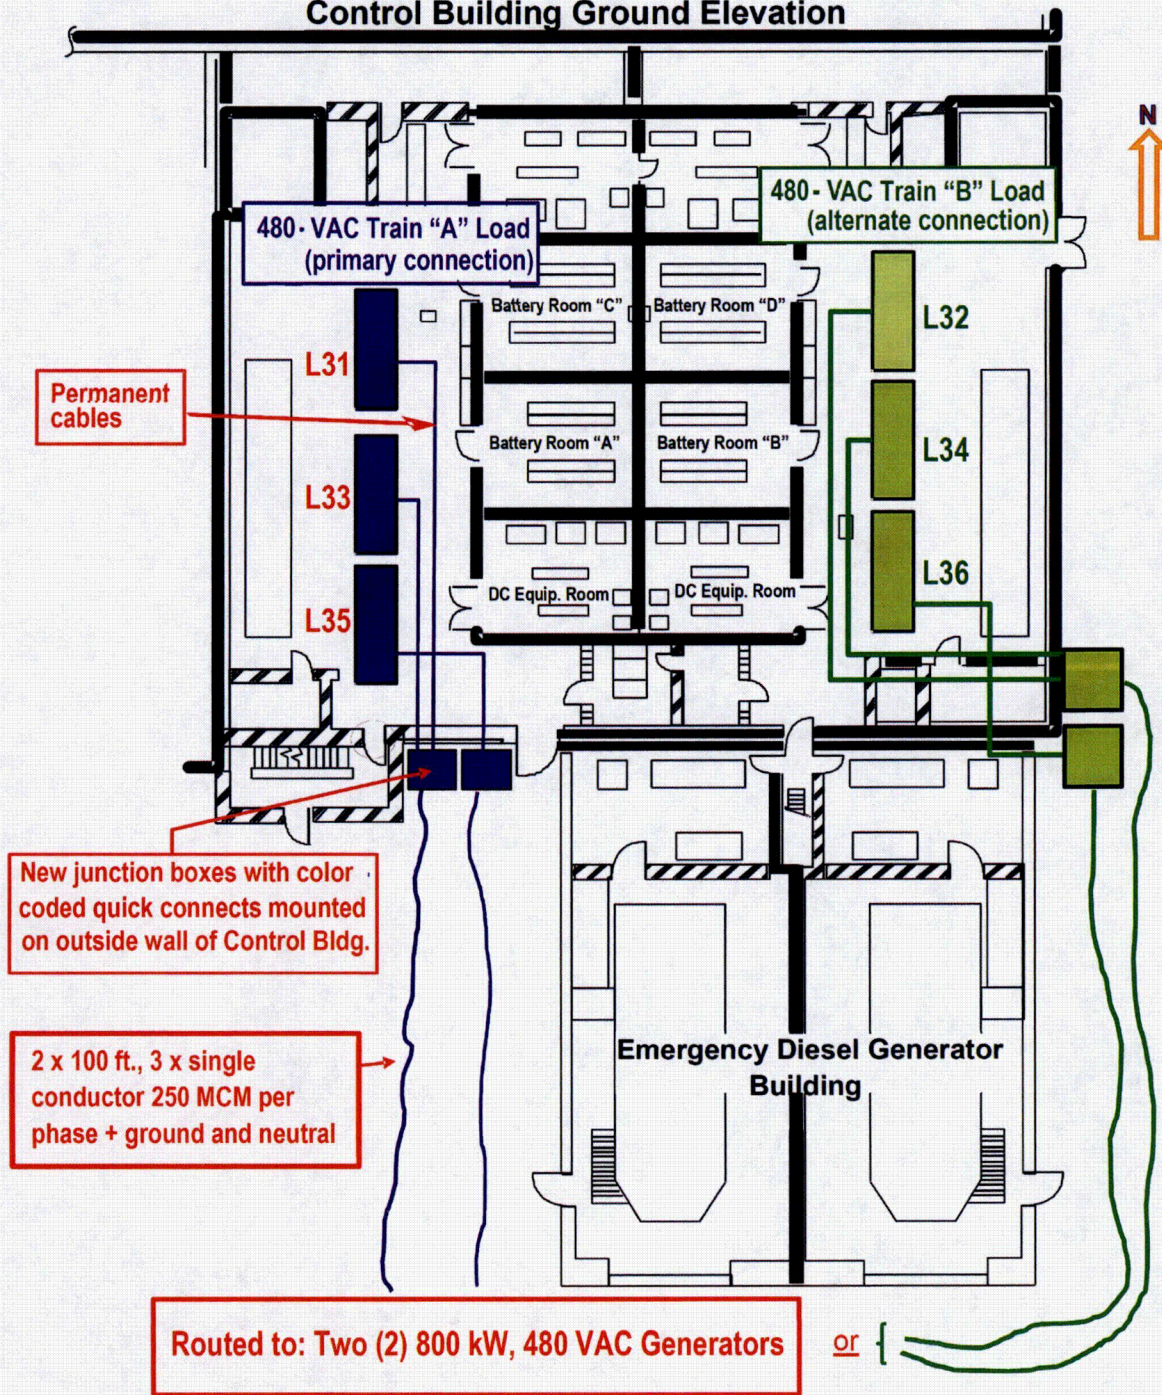 Control Building Ground Elevation
N
480- VAC Train “A” Load
(primary connection)
480- VAC Train “B” Load
(alternate connection)
Battery Room “C”
Battery Room “D”
L31
L32
Permanent
cables
Battery Room “A”
Battery Room “B”
L33
L34
L35
L36
DC Equip. Room
DC Equip. Room
New junction boxes with color
coded quick connects mounted
on outside wall of Control Bldg.
2 x 100 ft., 3 x single
conductor 250 MCM per
phase + ground and neutral
Emergency Diesel Generator
Building
Routed to: Two (2) 800 kW, 480 VAC Generators
or {